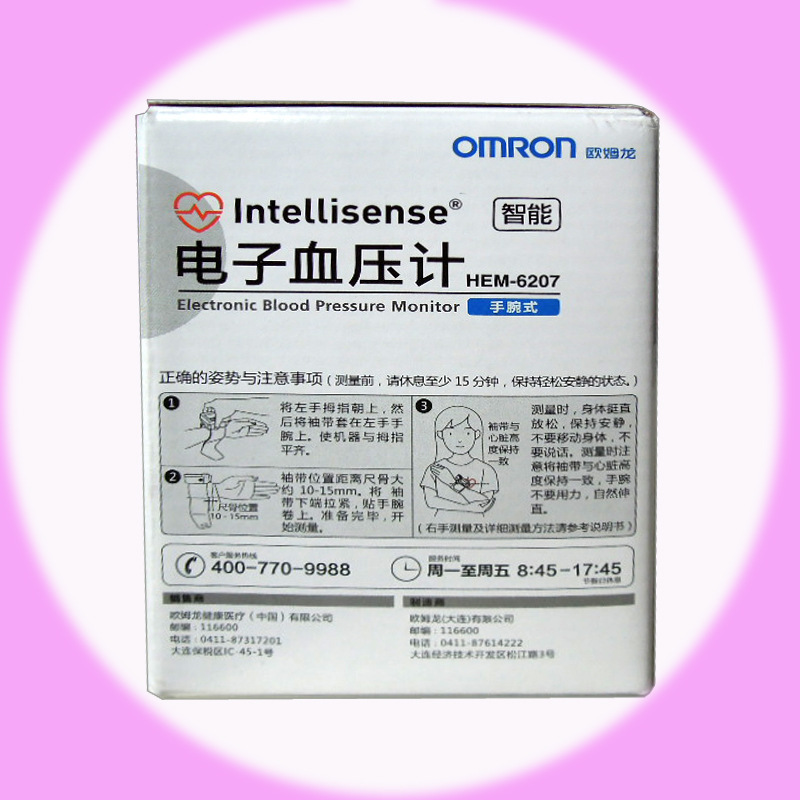 OMRON 欧姆龙
Intellisense® 智能
电子血压计 HEM-6207
Electronic Blood Pressure Monitor 手腕式
正确的姿势与注意事项（测量前，请休息至少15分钟，保持轻松安静的状态。）
1
将左手拇指朝上，然
后将袖带套在左手手
腕上。使机器与拇指
平齐。
2
尺骨位置
10-15mm
袖带位置距离尺骨大
约10-15mm。将 袖
带下端拉紧，贴手腕
卷上。准备完毕，开
始测量。
3
袖带与
心脏高
度保持
一致
测量时，身体挺直
放松，保持安静，
不要移动身体，不
要说话。测量时注
意将袖带与心脏高
度保持一致，手腕
不要用力，自然伸
直。
（右手测量及详细测量方法请参考说明书）
客户服务热线
400-770-9988
服务时间
周一至周五 8:45-17:45
节假日休息
销售商
欧姆龙健康医疗（中国）有限公司
邮编：116600
电话：0411-87317201
大连保税区IC-45-1号
制造商
欧姆龙(大连)有限公司
邮编：116600
电话：0411-87614222
大连经济技术开发区松江路3号